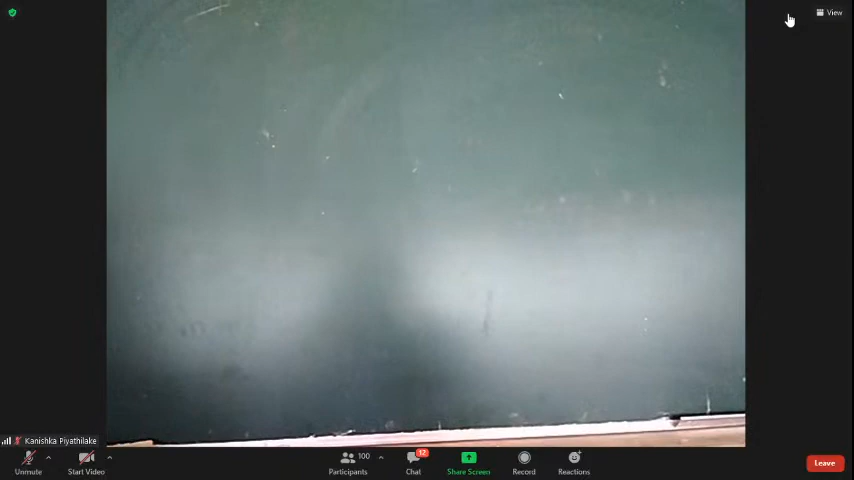 View
Kanishka Piyathilake
Unmute
Start Video
100
Participants
12
Chat
Share Screen
Record
Reactions
Leave